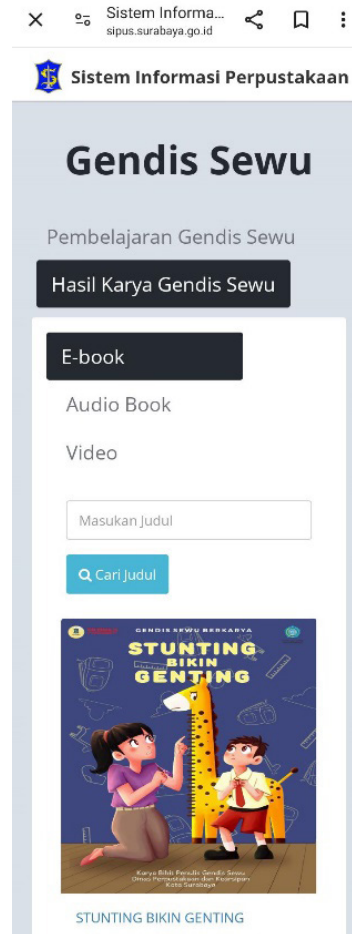 Sistem Informa...
sipus.surabaya.go.id
Sistem Informasi Perpustakaan
Gendis Sewu
Pembelajaran Gendis Sewu
Hasil Karya Gendis Sewu
E-book
Audio Book
Video
Masukan Judul
Cari Judul
GENDIS SEWU BERKARYA
STUNTING
BIKIN
GENTING
Karya Bibit Penulis Gendis Sewu
Dinas Perpustakaan dan Kearsipan
Kota Surabaya
STUNTING BIKIN GENTING